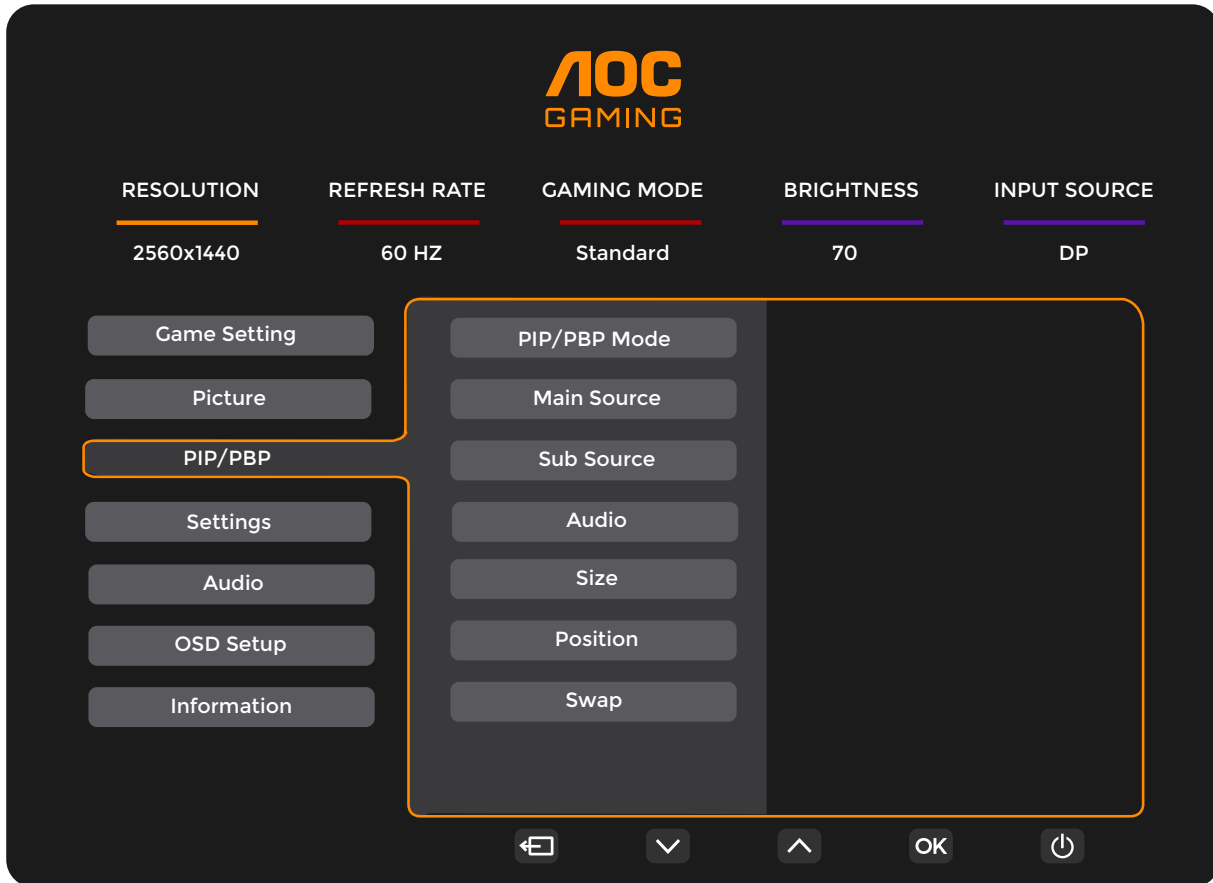 AOC
GAMING
RESOLUTION REFRESH RATE GAMING MODE BRIGHTNESS INPUT SOURCE
2560x1440 60 HZ Standard 70 DP
Game Setting PIP/PBP Mode
Picture Main Source
PIP/PBP Sub Source
Settings Audio
Audio Size
OSD Setup Position
Information Swap
OK